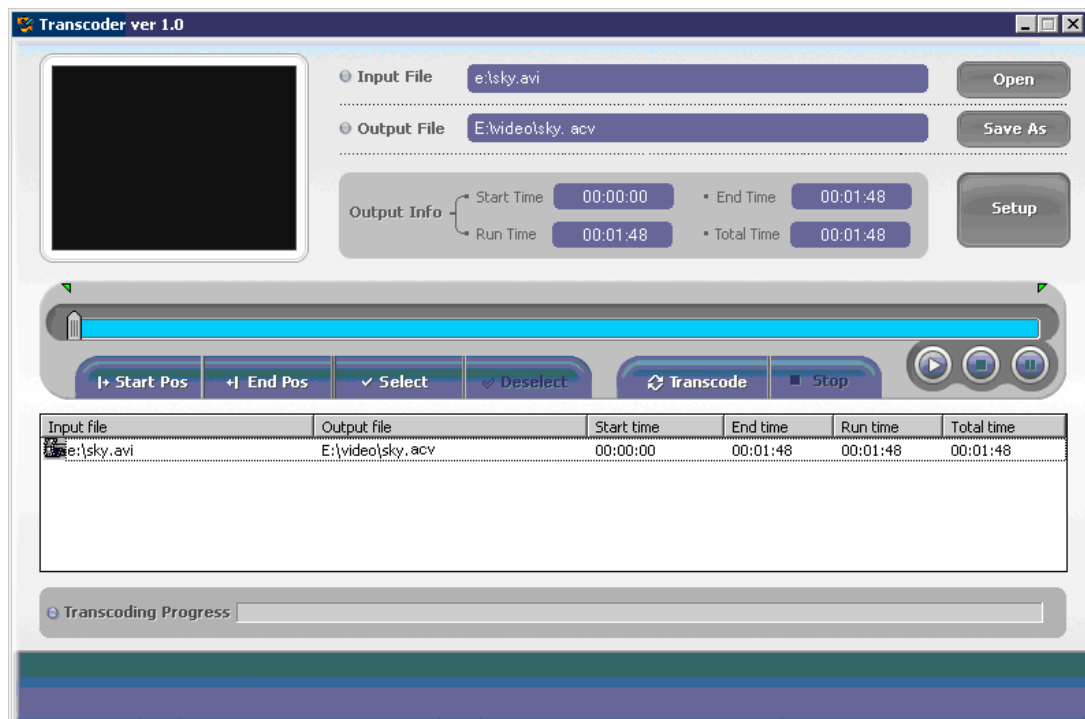 Transcoder ver 1.0
Input File e:\sky.avi Open
Output File E:\video\sky. acv Save As
Output Info Start Time 00:00:00 End Time 00:01:48 Setup
Run Time 00:01:48 Total Time 00:01:48
Start Pos End Pos Select Deselect Transcode Stop
Input file Output file Start time End time Run time Total time
e:\sky.avi E:\video\sky.acv 00:00:00 00:01:48 00:01:48 00:01:48
Transcoding Progress